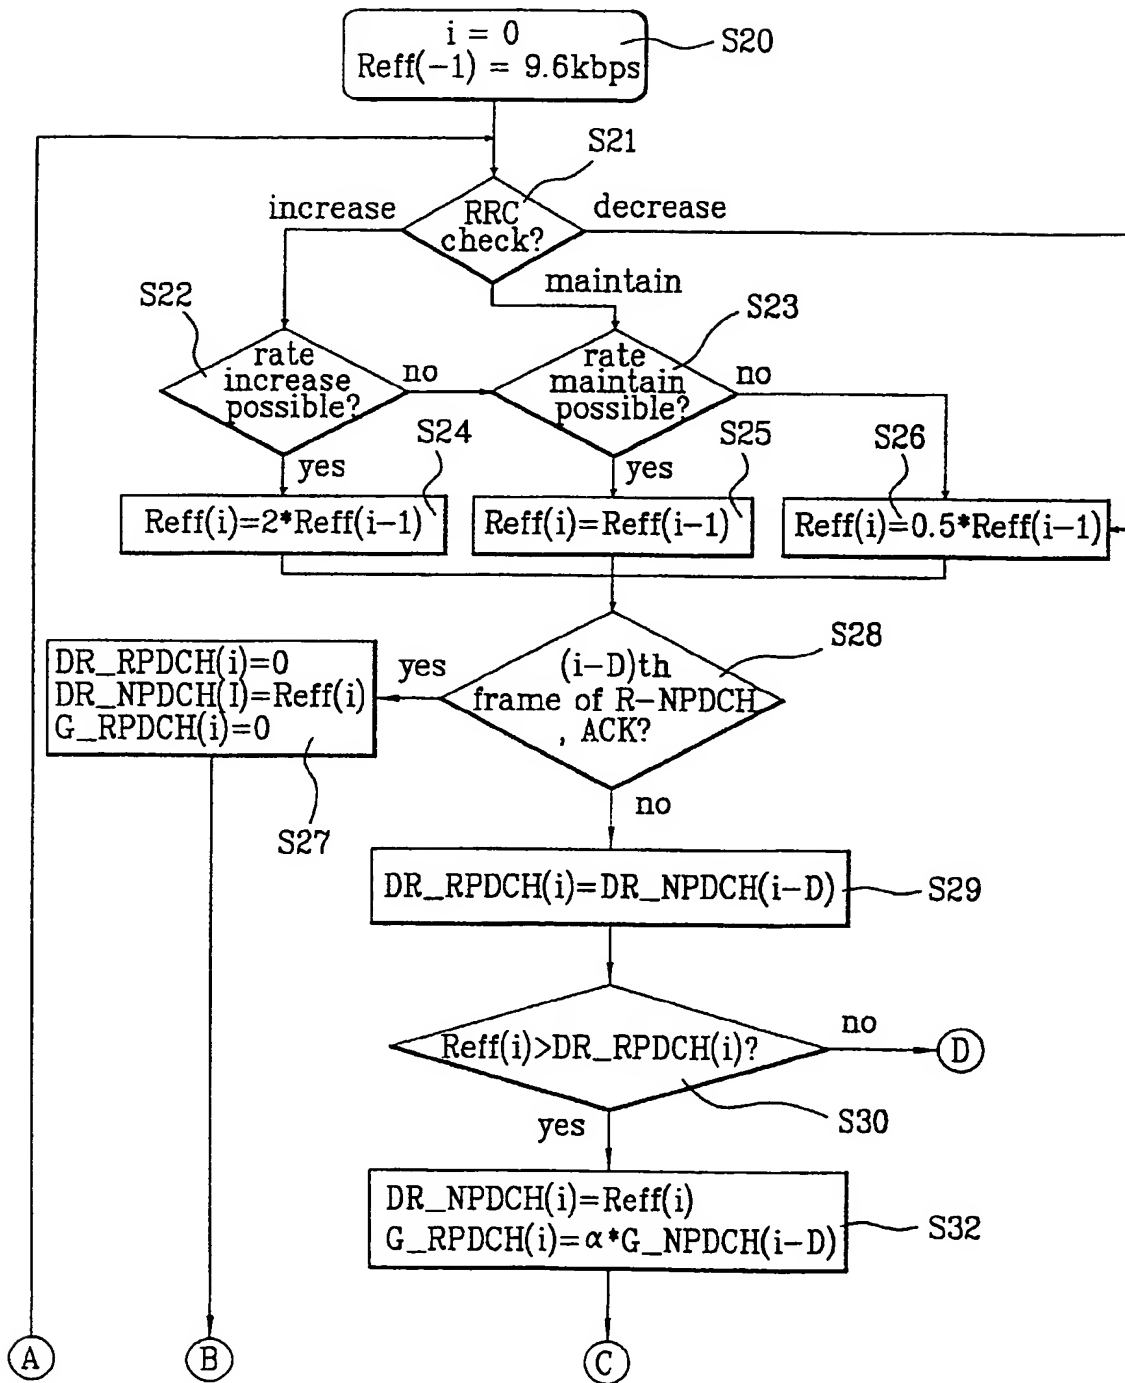 i = 0
Reff(-1) = 9.6kbps
S20
S21
increase
RRC
check?
decrease
maintain
S22
S23
rate
increase
possible?
no
rate
maintain
possible?
no
S24
S25
S26
yes
yes
Reff(i)=2*Reff(i-1)
Reff(i)=Reff(i-1)
Reff(i)=0.5*Reff(i-1)
S28
DR_RPDCH(i)=0
DR_NPDCH(I)=Reff(i)
G_RPDCH(i)=0
yes
(i-D)th
frame of R-NPDCH
, ACK?
S27
no
DR_RPDCH(i)=DR_NPDCH(i-D)
S29
Reff(i)>DR_RPDCH(i)?
no
D
S30
yes
DR_NPDCH(i)=Reff(i)
G_RPDCH(i)=α*G_NPDCH(i-D)
S32
A
B
C